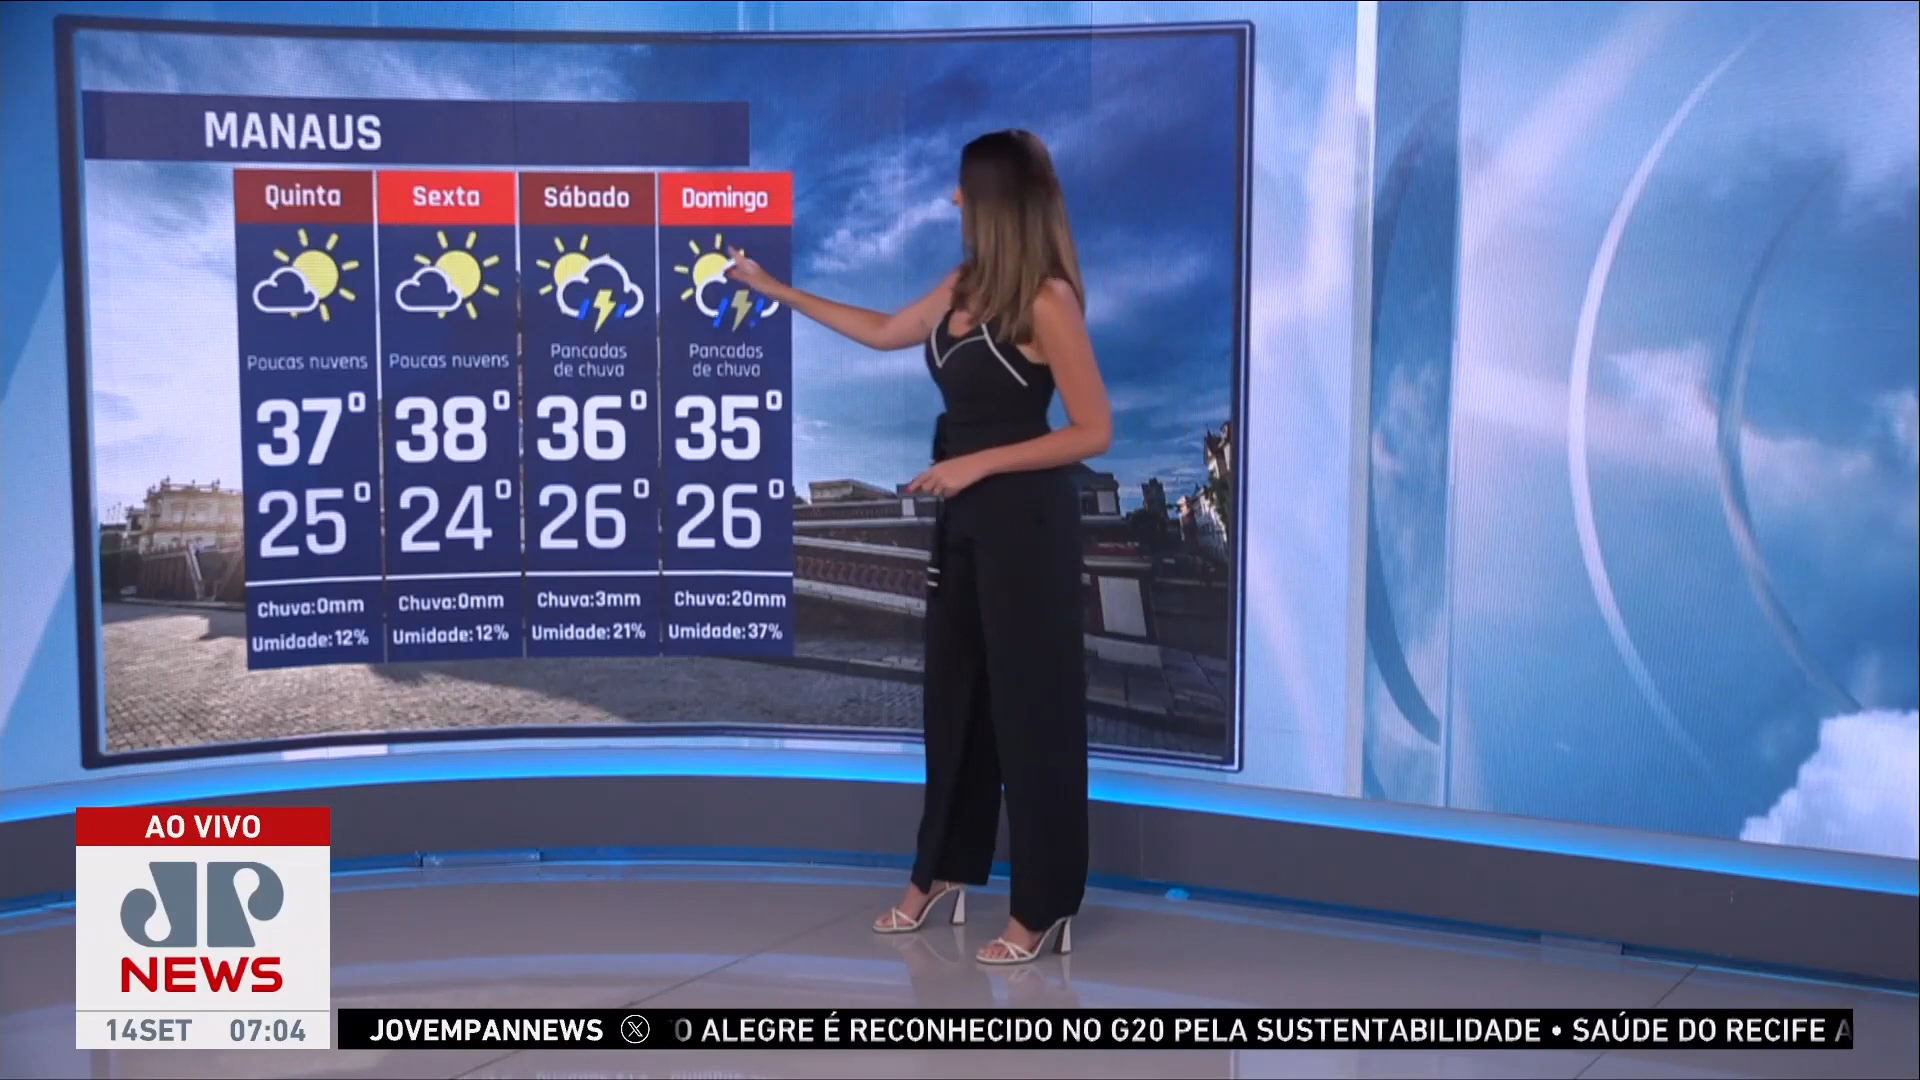 MANAUS
Quinta
Poucas nuvens
37°
25°
Chuva:0mm
Umidade:12%
Sexta
Poucas nuvens
38°
24°
Chuva:0mm
Umidade:12%
Sábado
Pancadas
de chuva
36°
26°
Chuva:3mm
Umidade:21%
Domingo
Pancadas
de chuva
35°
26°
Chuva:20mm
Umidade:37%
AO VIVO
JP
NEWS
14SET 07:04
JOVEMPANNEWS X O ALEGRE É RECONHECIDO NO G20 PELA SUSTENTABILIDADE • SAÚDE DO RECIFE A